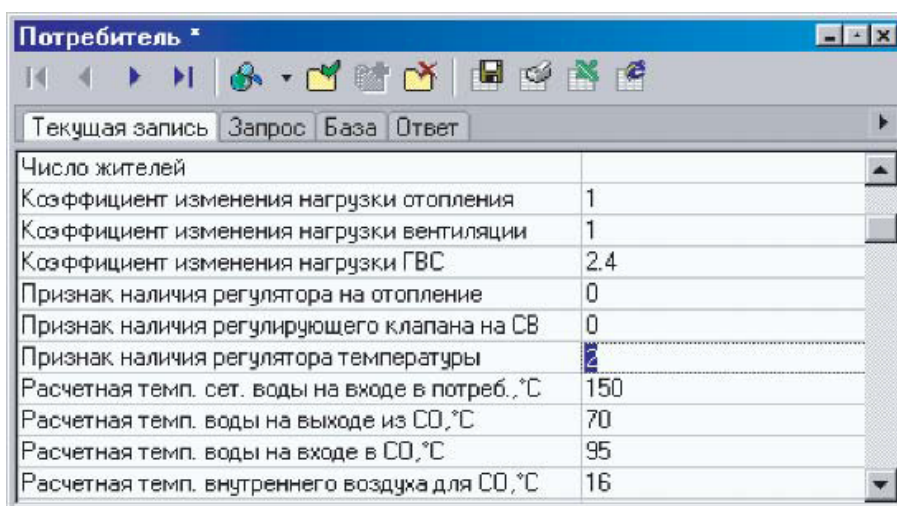 Потребитель *
Текущая запись Запрос База Ответ
Число жителей
Коэффициент изменения нагрузки отопления 1
Коэффициент изменения нагрузки вентиляции 1
Коэффициент изменения нагрузки ГВС 2.4
Признак наличия регулятора на отопление 0
Признак наличия регулирующего клапана на СВ 0
Признак наличия регулятора температуры 2
Расчетная темп. сет. воды на входе в потреб.,°C 150
Расчетная темп. воды на выходе из СО,°C 70
Расчетная темп. воды на входе в СО,°C 95
Расчетная темп. внутреннего воздуха для СО,°C 16